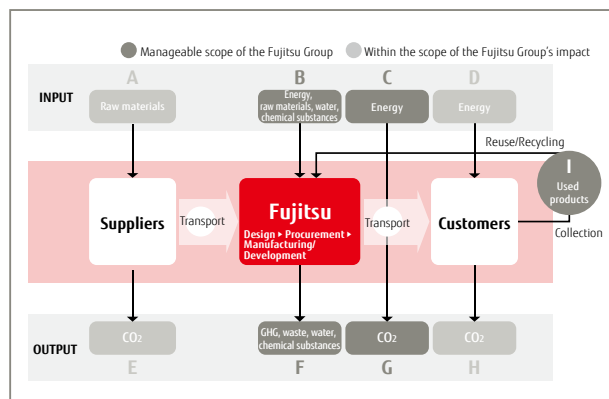 Manageable scope of the Fujitsu Group
Within the scope of the Fujitsu Group's impact
A
B
C
D
INPUT
Raw materials
Energy,
raw materials, water,
chemical substances
Energy
Energy
Reuse/Recycling
I
Used
products
Collection
Suppliers
Transport
Fujitsu
Design ▸ Procurement ▸
Manufacturing/
Development
Transport
Customers
OUTPUT
CO₂
GHG, waste, water,
chemical substances
CO₂
CO₂
E
F
G
H